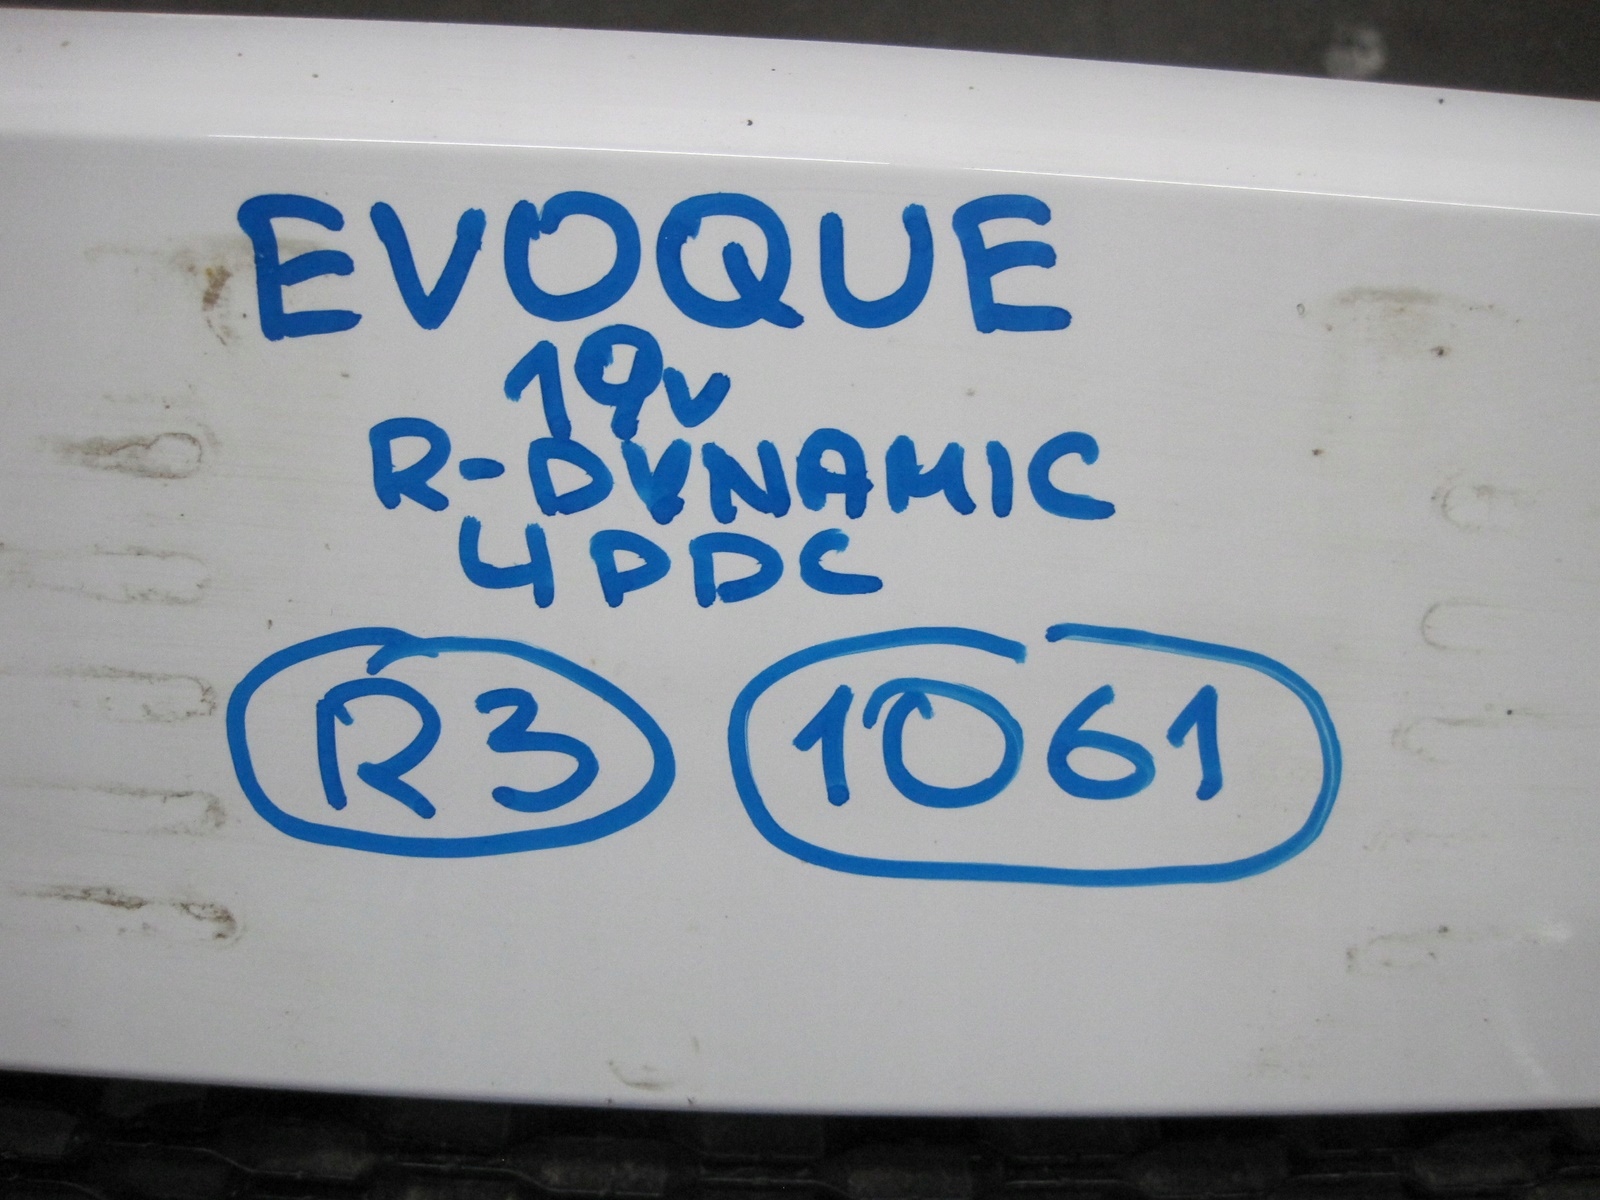 EVOQUE
19v
R-DYNAMIC
4PDC
R3 1061